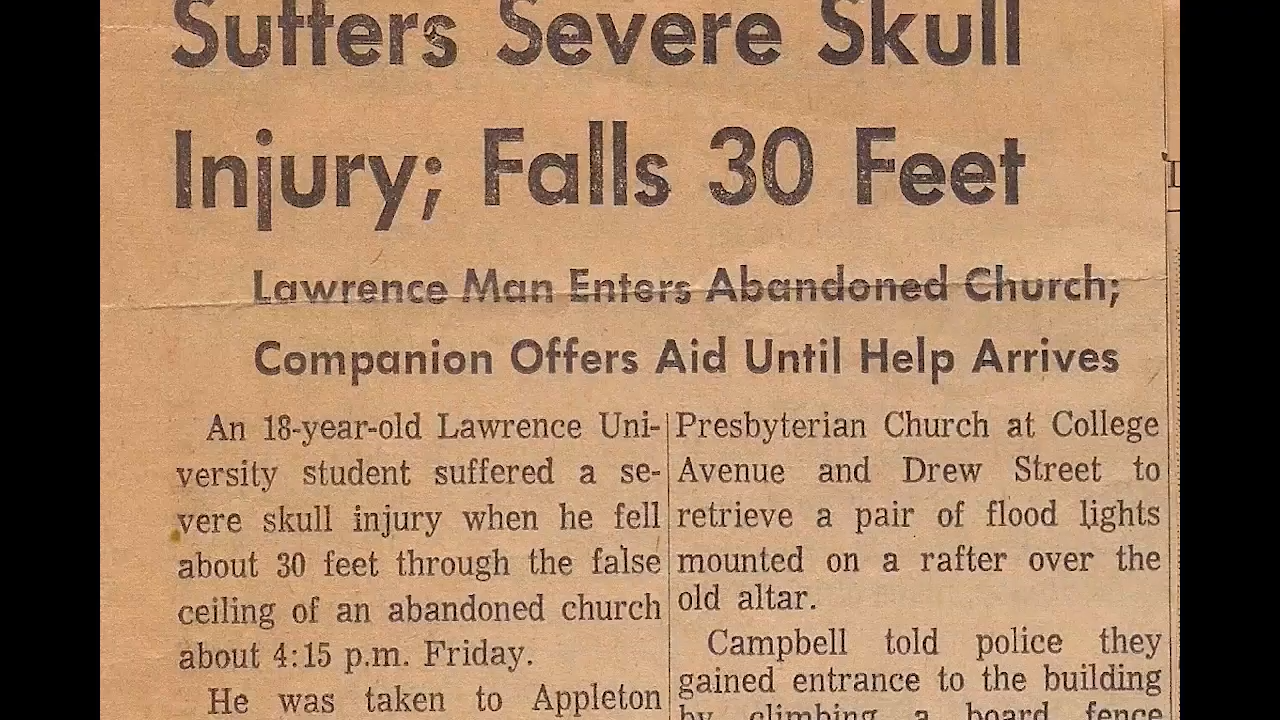 Suffers Severe Skull
Injury; Falls 30 Feet
Lawrence Man Enters Abandoned Church;
Companion Offers Aid Until Help Arrives
An 18-year-old Lawrence Uni-
versity student suffered a se-
vere skull injury when he fell
about 30 feet through the false
ceiling of an abandoned church
about 4:15 p.m. Friday.
He was taken to Appleton
Presbyterian Church at College
Avenue and Drew Street to
retrieve a pair of flood lights
mounted on a rafter over the
old altar.
Campbell told police they
gained entrance to the building
by climbing a board fence